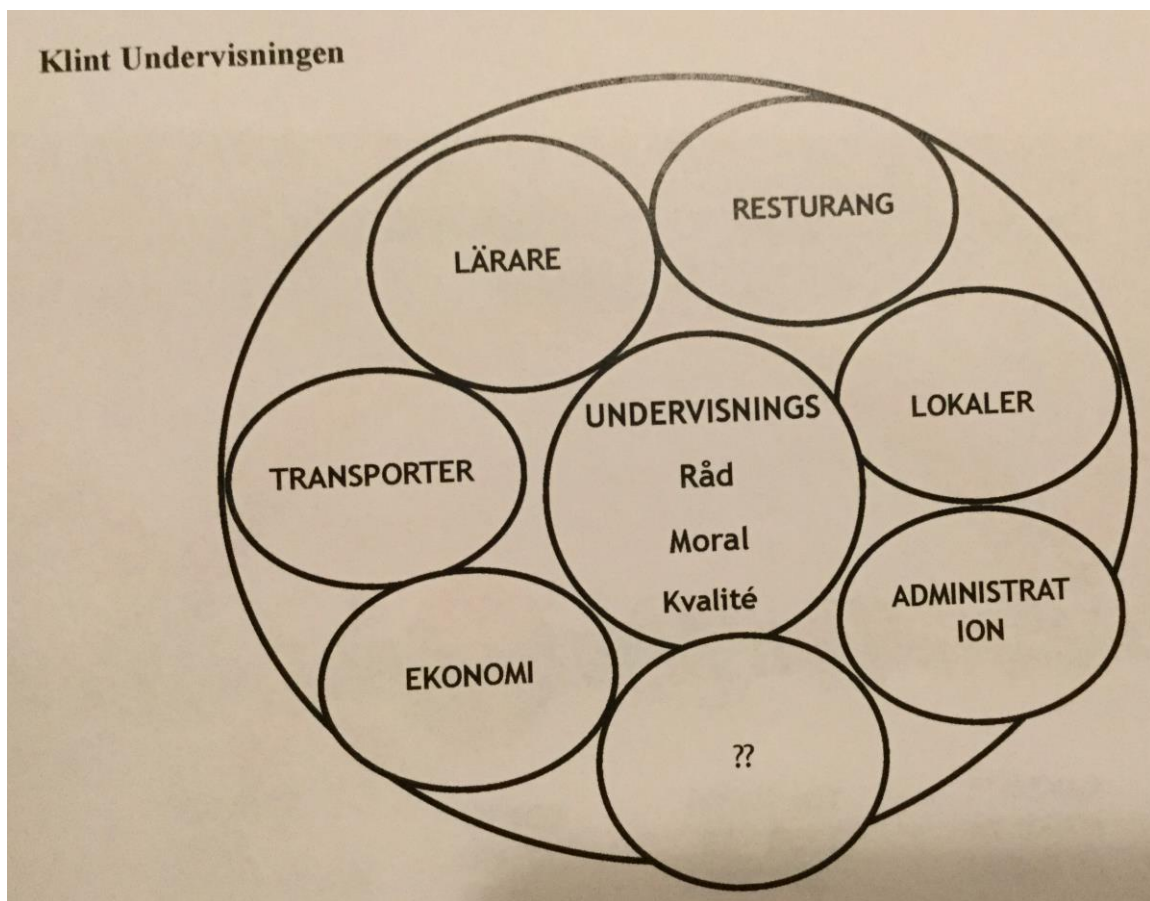 Klint Undervisningen
RESTURANG
LÄRARE
LOKALER
UNDERVISNINGS
Råd
Moral
Kvalité
TRANSPORTER
ADMINISTRAT
ION
EKONOMI
??